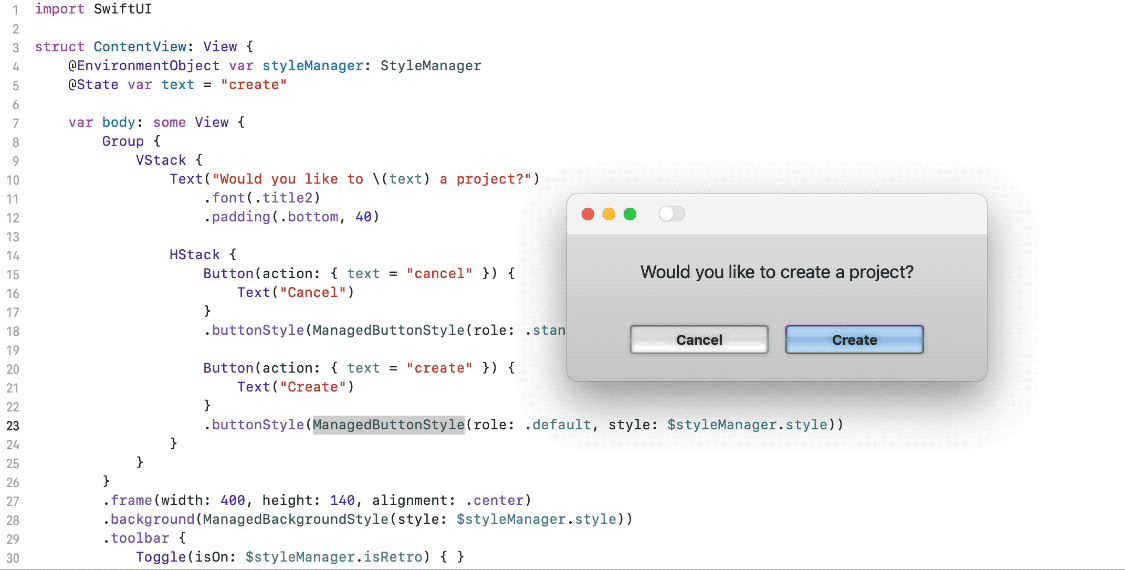 1 import SwiftUI
2
3 struct ContentView: View {
4 @EnvironmentObject var styleManager: StyleManager
5 @State var text = "create"
6
7 var body: some View {
8 Group {
9 VStack {
10 Text("Would you like to \(text) a project?")
11 .font(.title2)
12 .padding(.bottom, 40)
13
14 HStack {
15 Button(action: { text = "cancel" }) {
16 Text("Cancel")
17 }
18 .buttonStyle(ManagedButtonStyle(role: .stan
19
20 Button(action: { text = "create" }) {
21 Text("Create")
22 }
23 .buttonStyle(ManagedButtonStyle(role: .default, style: $styleManager.style))
24 }
25 }
26 }
27 .frame(width: 400, height: 140, alignment: .center)
28 .background(ManagedBackgroundStyle(style: $styleManager.style))
29 .toolbar {
30 Toggle(isOn: $styleManager.isRetro) { }
Would you like to create a project?
Cancel Create